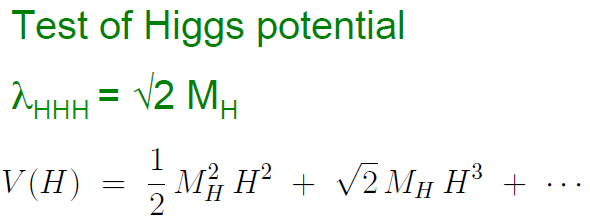 Test of Higgs potential
λHHH = √2 MH
V(H) = 1/2 M_H^2 H^2 + √2 M_H H^3 + ···